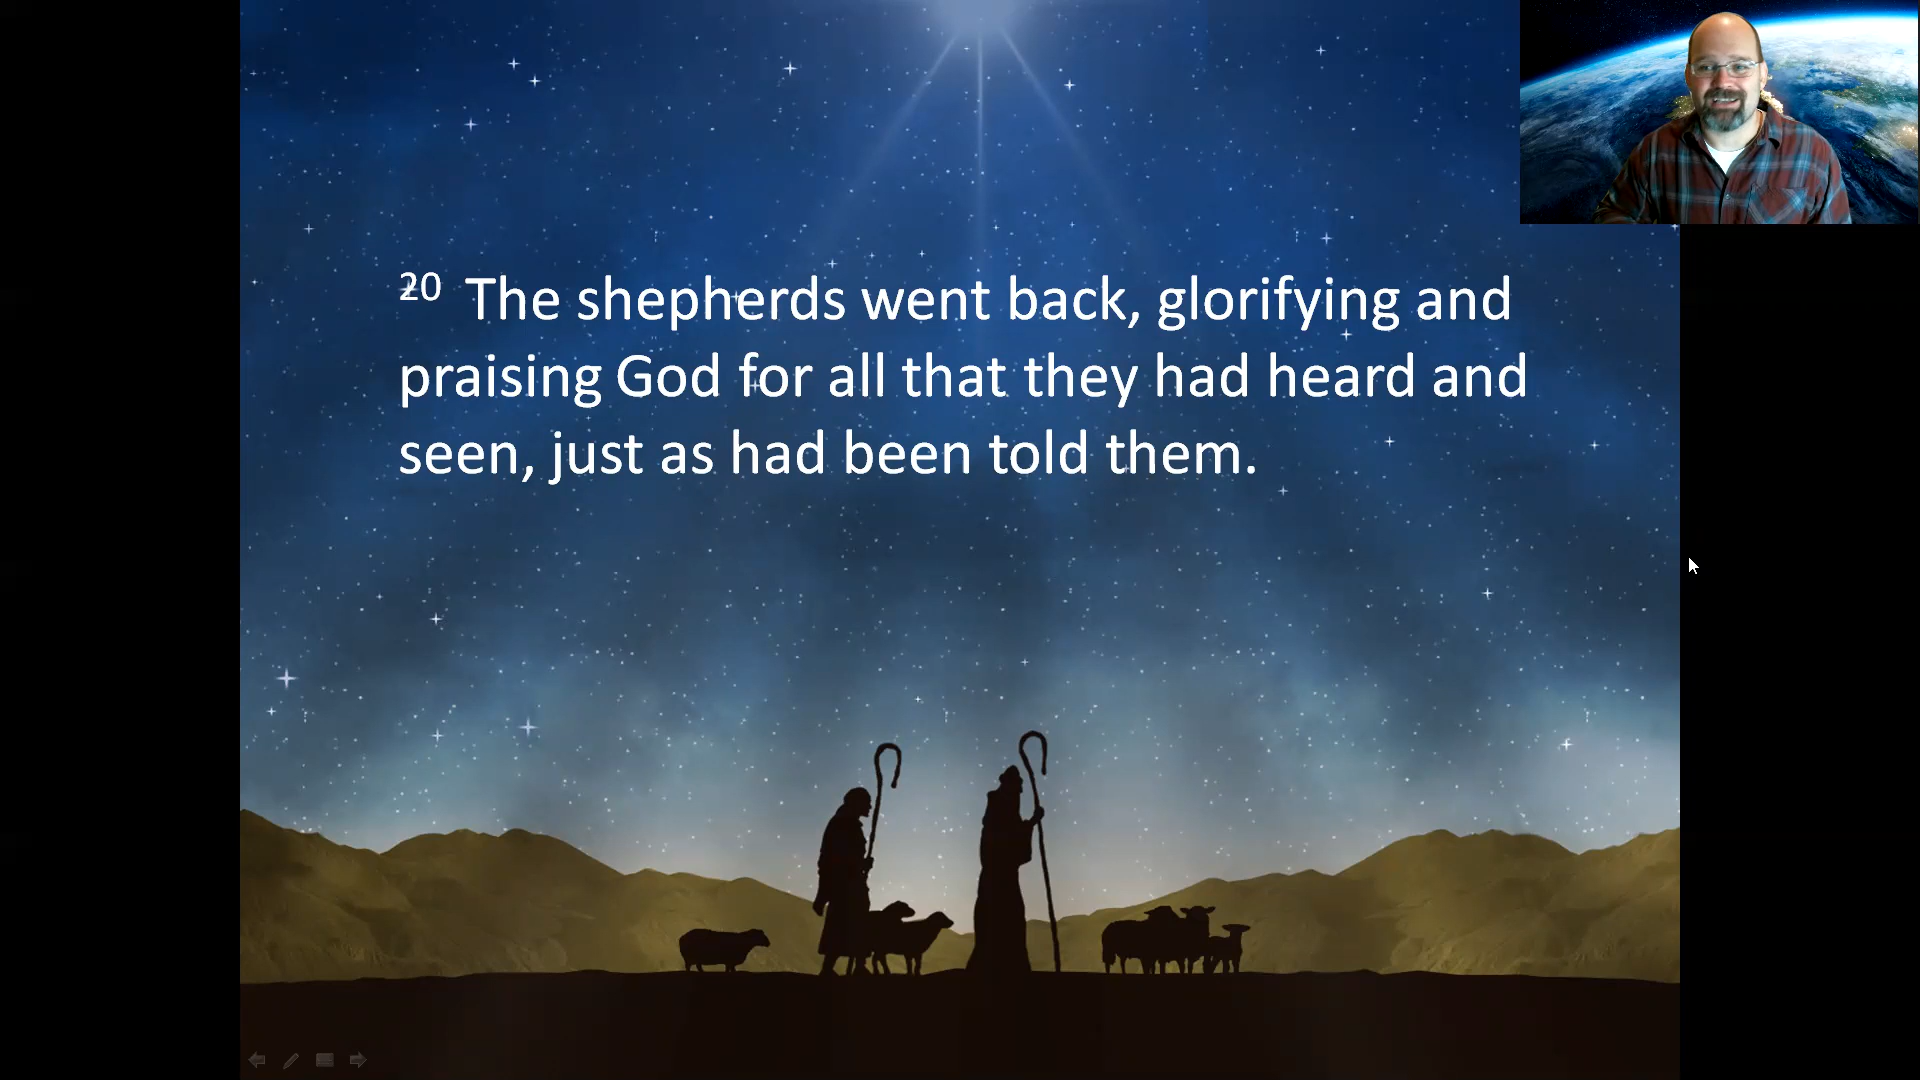 20 The shepherds went back, glorifying and
praising God for all that they had heard and
seen, just as had been told them.